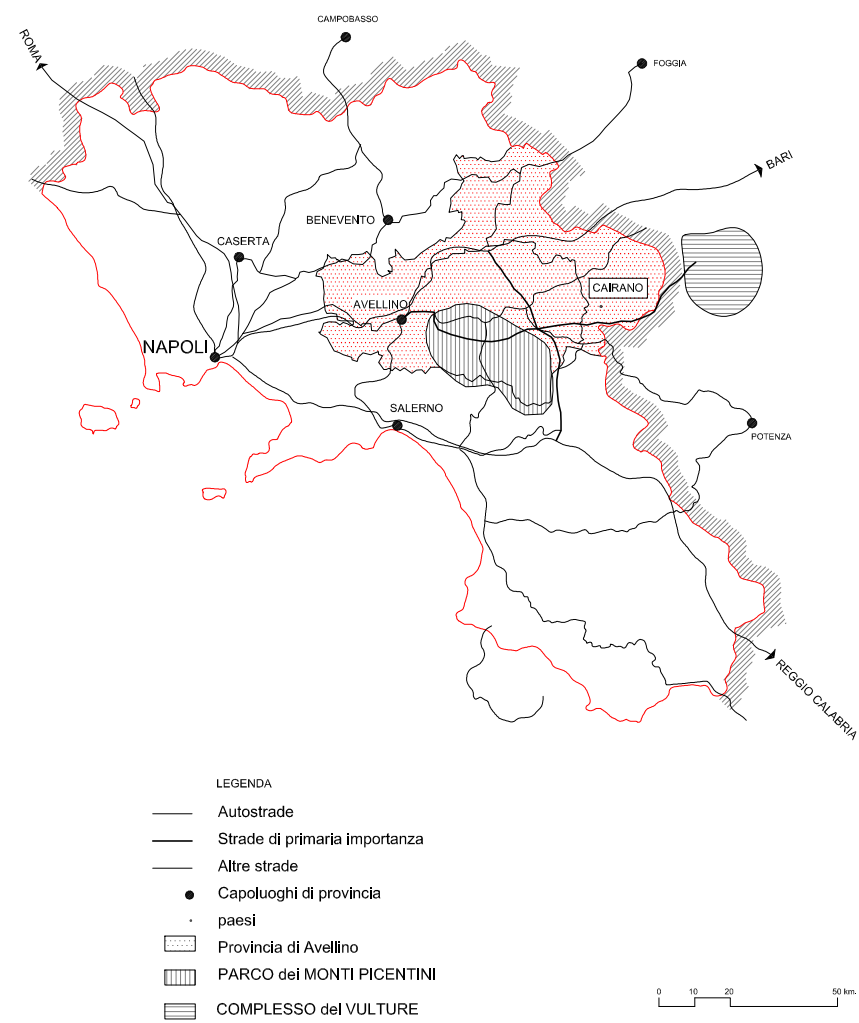 CAMPOBASSO
ROMA
FOGGIA
BARI
BENEVENTO
CASERTA
CAIRANO
AVELLINO
NAPOLI
SALERNO
POTENZA
REGGIO CALABRIA
LEGENDA
Autostrade
Strade di primaria importanza
Altre strade
Capoluoghi di provincia
paesi
Provincia di Avellino
PARCO dei MONTI PICENTINI
COMPLESSO del VULTURE
0 10 20 50 km.